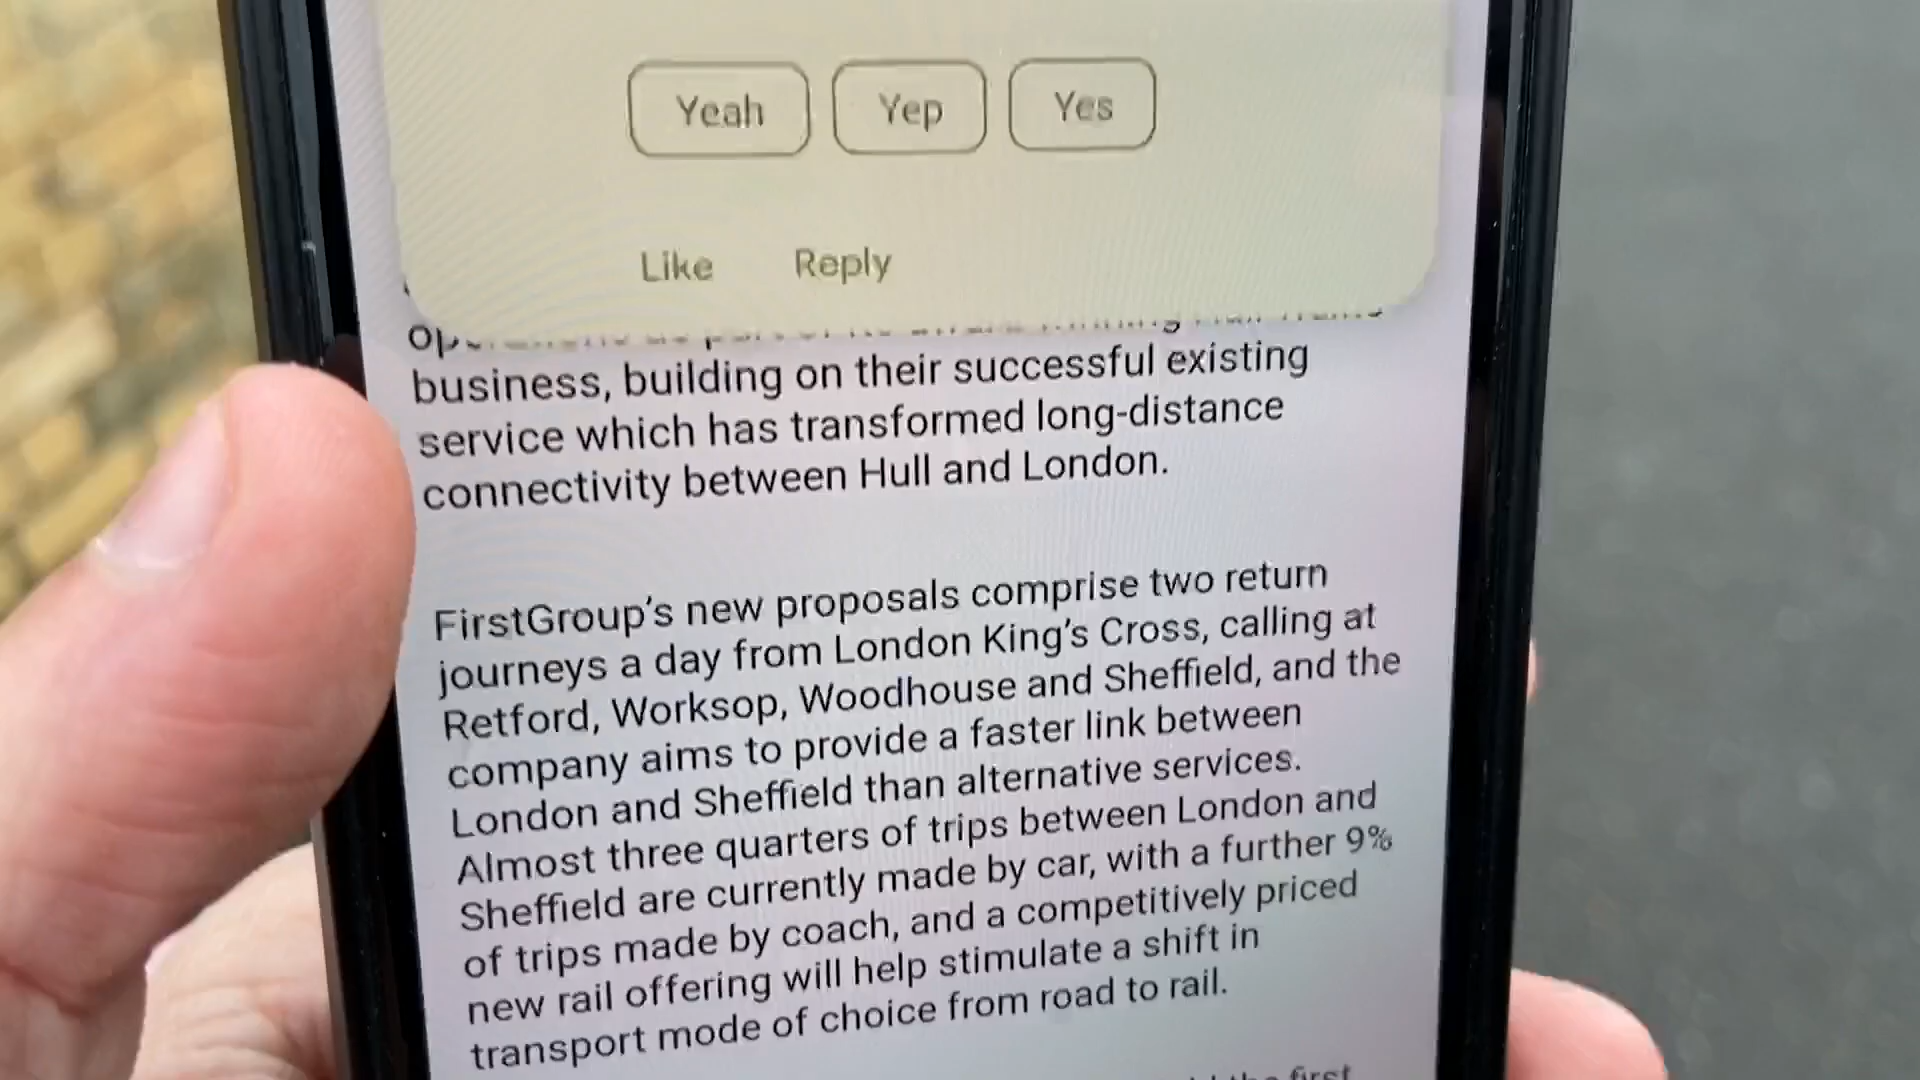 Yeah Yep Yes
Like Reply
business, building on their successful existing
service which has transformed long-distance
connectivity between Hull and London.
FirstGroup's new proposals comprise two return
journeys a day from London King's Cross, calling at
Retford, Worksop, Woodhouse and Sheffield, and the
company aims to provide a faster link between
London and Sheffield than alternative services.
Almost three quarters of trips between London and
Sheffield are currently made by car, with a further 9%
of trips made by coach, and a competitively priced
new rail offering will help stimulate a shift in
transport mode of choice from road to rail.
the first